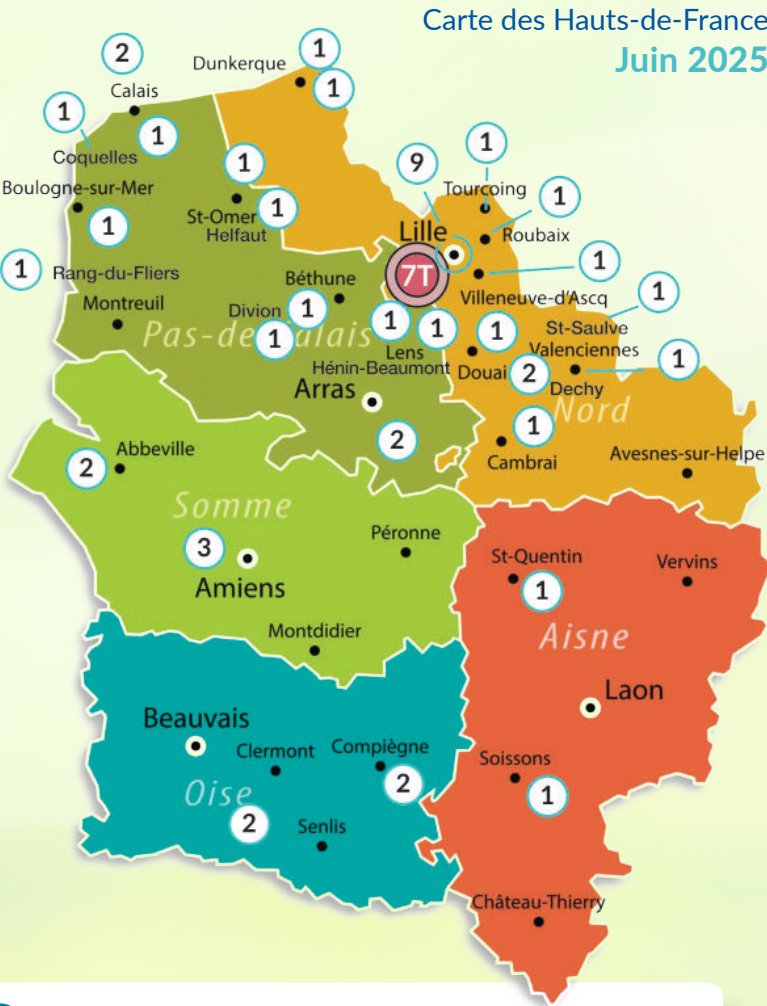 Carte des Hauts-de-France
Juin 2025
2
Dunkerque
1
1
Calais
1
1
Coquelles
Boulogne-sur-Mer
1
1
St-Omer
1
Helfaut
9
1
Tourcoing
1
Lille
Roubaix
7T
1
Villeneuve-d'Ascq
1
1
Rang-du-Fliers
Montreuil
Béthune
Divion
1
1
Pas-de-Calais
1
1
Lens
Hénin-Beaumont
1
Douai
2
Dechy
St-Saulve
Valenciennes
1
Arras
2
Nord
1
Cambrai
Avesnes-sur-Helpe
Abbeville
2
Somme
3
Amiens
Péronne
Montdidier
St-Quentin
1
Vervins
Aisne
Laon
Beauvais
Clermont
Compiègne
2
Oise
2
Senlis
Soissons
1
Château-Thierry